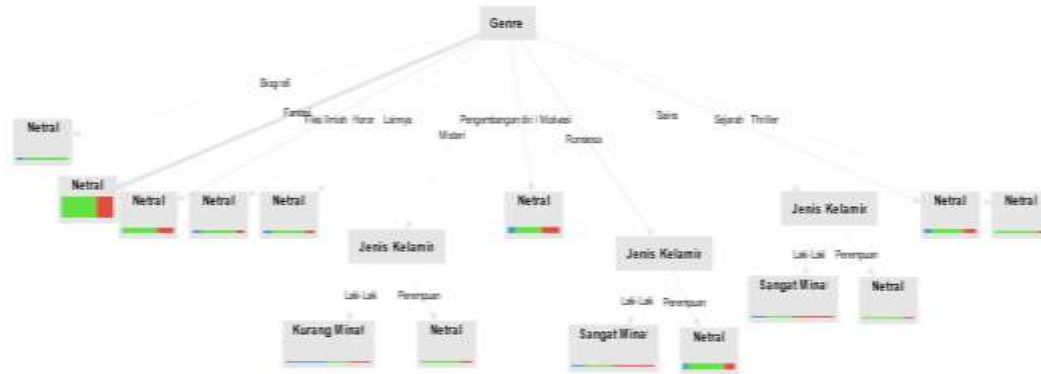 Genre
Biografi
Fantasi
Fiksi Ilmiah Horor Lainnya
Pengembangan diri / Motivasi
Sains
Sejarah Thriller
Misteri
Romansa
Netral
Netral
Netral
Netral
Netral
Netral
Jenis Kelamin
Netral
Netral
Jenis Kelamin
Jenis Kelamin
Laki-Laki Perempuan
Sangat Minat
Netral
Laki-Laki Perempuan
Laki-Laki Perempuan
Kurang Minat
Netral
Sangat Minat
Netral